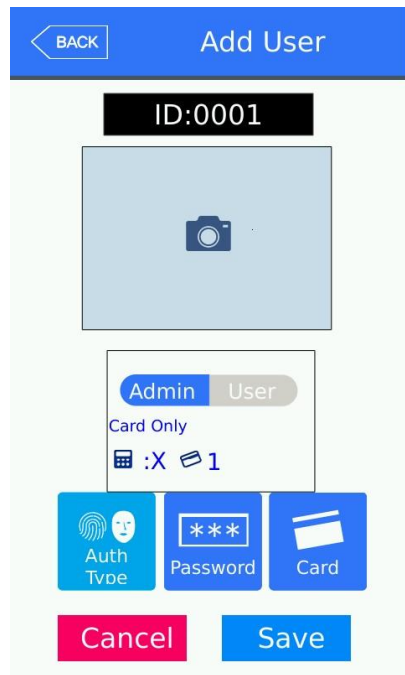 BACK
Add User
ID:0001
Admin User
Card Only
:X 1
***
Auth
Type
Password
Card
Cancel
Save